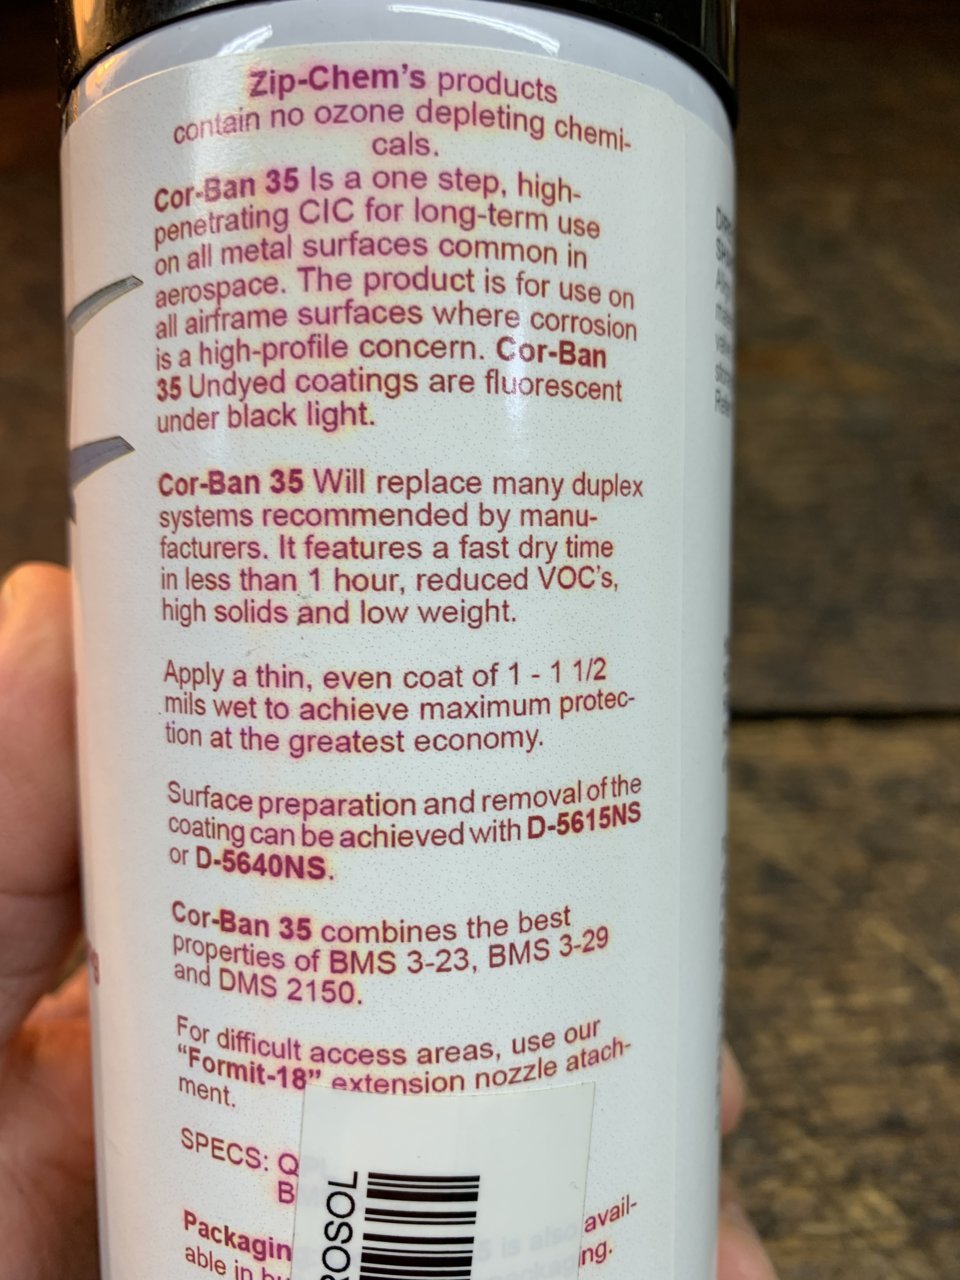 Zip-Chem's products
contain no ozone depleting chemi-
cals.
Cor-Ban 35 Is a one step, high-
penetrating CIC for long-term use
on all metal surfaces common in
aerospace. The product is for use on
all airframe surfaces where corrosion
is a high-profile concern. Cor-Ban
35 Undyed coatings are fluorescent
under black light.
Cor-Ban 35 Will replace many duplex
systems recommended by manu-
facturers. It features a fast dry time
in less than 1 hour, reduced VOC's,
high solids and low weight.
Apply a thin, even coat of 1 - 1 1/2
mils wet to achieve maximum protec-
tion at the greatest economy.
Surface preparation and removal of the
coating can be achieved with D-5615NS
or D-5640NS.
Cor-Ban 35 combines the best
properties of BMS 3-23, BMS 3-29
and DMS 2150.
For difficult access areas, use our
"Formit-18" extension nozzle atach-
ment.
SPECS: Q
B
Packagin
is also avail-
able in bu
ng.
ROSOL